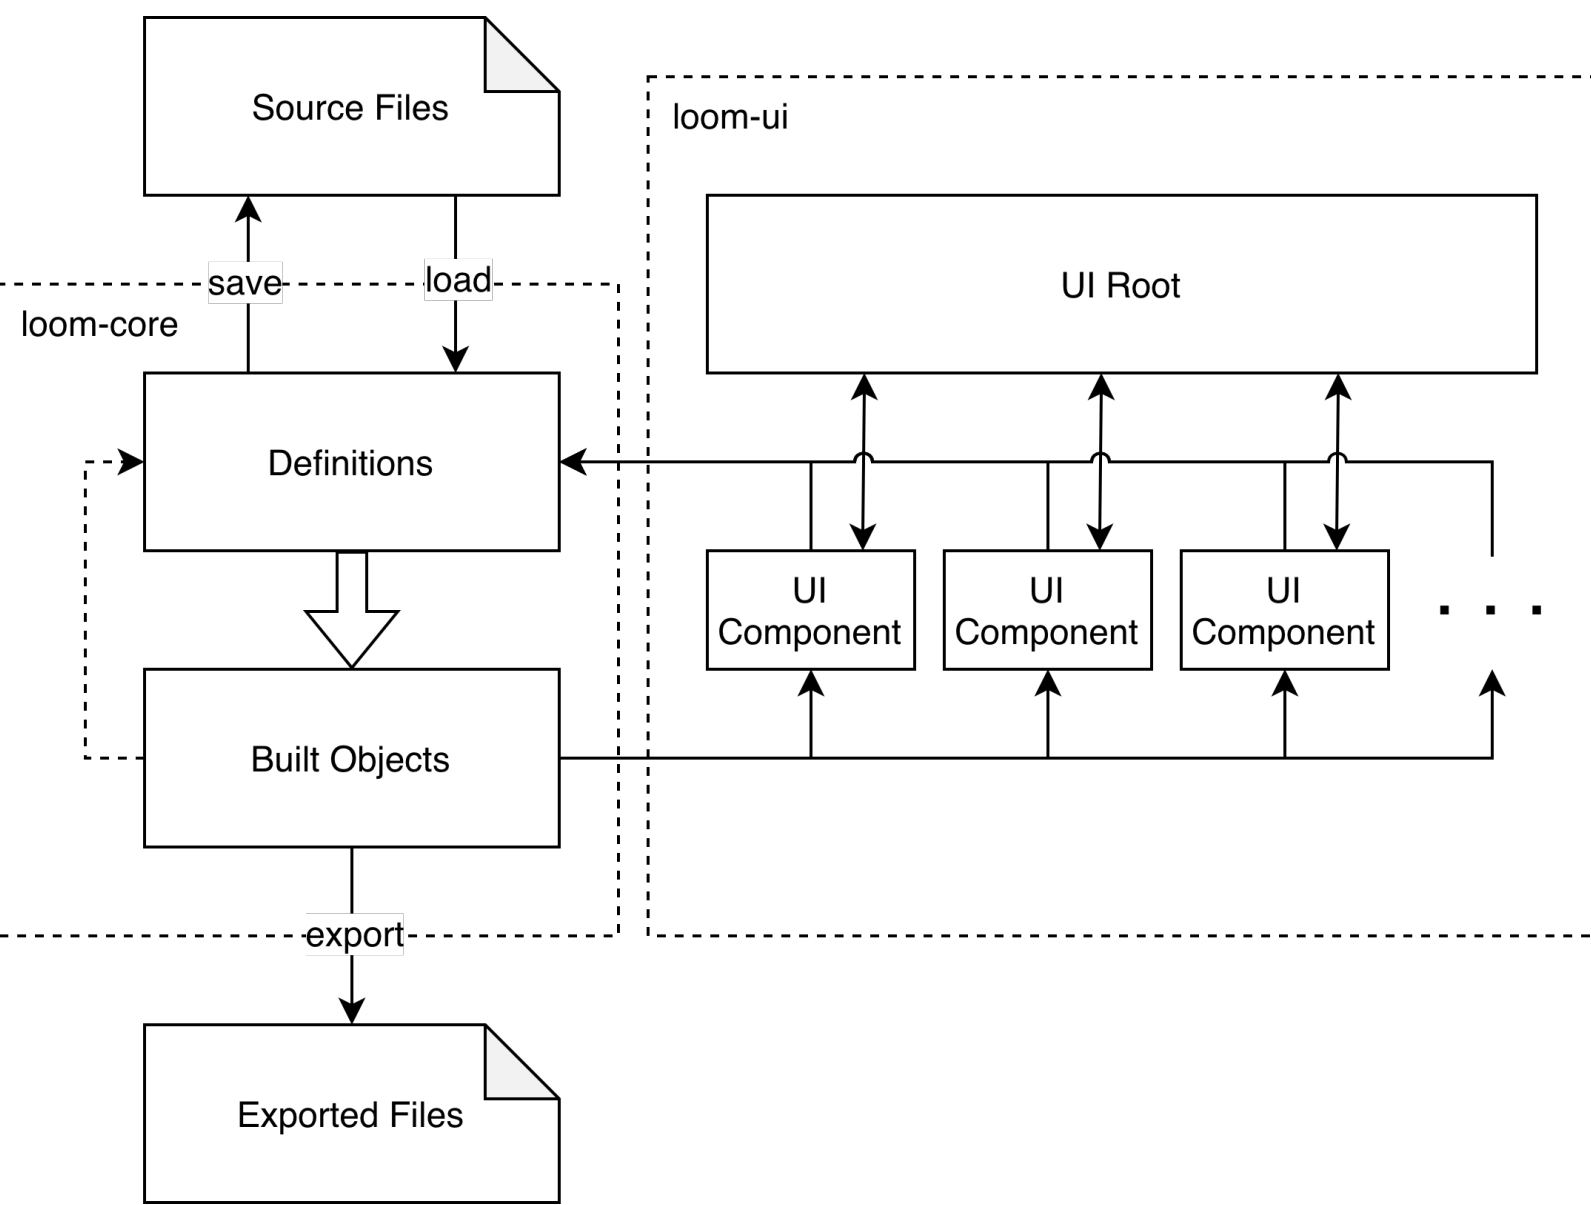 Source Files
loom-ui
save
load
UI Root
loom-core
Definitions
UI
Component
UI
Component
UI
Component
. . .
Built Objects
export
Exported Files